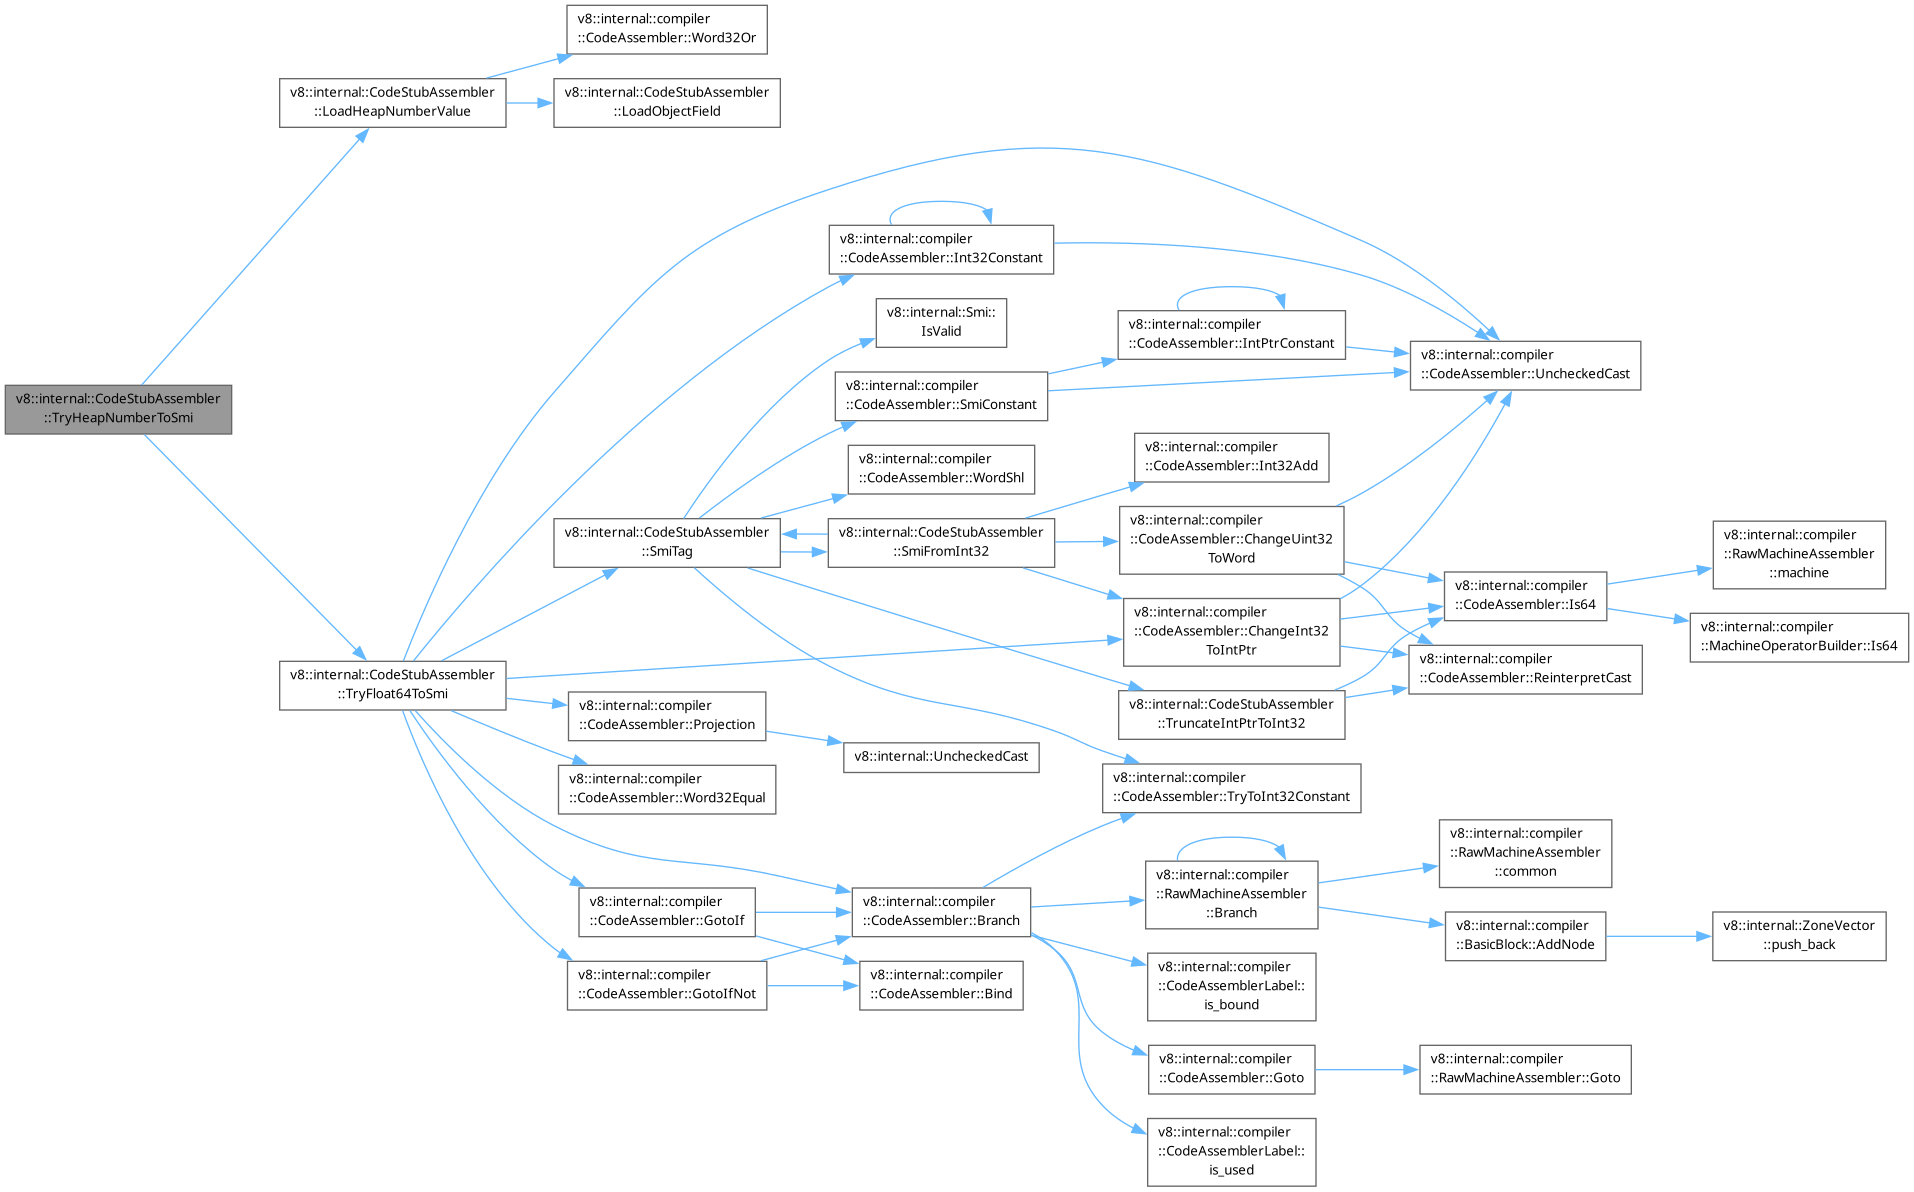 v8::internal::compiler
::CodeAssembler::Word32Or
v8::internal::CodeStubAssembler
::LoadHeapNumberValue
v8::internal::CodeStubAssembler
::LoadObjectField
v8::internal::compiler
::CodeAssembler::Int32Constant
v8::internal::Smi::
IsValid
v8::internal::compiler
::CodeAssembler::IntPtrConstant
v8::internal::compiler
::CodeAssembler::UncheckedCast
v8::internal::CodeStubAssembler
::TryHeapNumberToSmi
v8::internal::compiler
::CodeAssembler::SmiConstant
v8::internal::compiler
::CodeAssembler::Int32Add
v8::internal::compiler
::CodeAssembler::WordShl
v8::internal::CodeStubAssembler
::SmiTag
v8::internal::CodeStubAssembler
::SmiFromInt32
v8::internal::compiler
::CodeAssembler::ChangeUint32
ToWord
v8::internal::compiler
::RawMachineAssembler
::machine
v8::internal::compiler
::CodeAssembler::Is64
v8::internal::compiler
::CodeAssembler::ChangeInt32
ToIntPtr
v8::internal::compiler
::MachineOperatorBuilder::Is64
v8::internal::compiler
::CodeAssembler::ReinterpretCast
v8::internal::CodeStubAssembler
::TryFloat64ToSmi
v8::internal::compiler
::CodeAssembler::Projection
v8::internal::CodeStubAssembler
::TruncateIntPtrToInt32
v8::internal::UncheckedCast
v8::internal::compiler
::CodeAssembler::Word32Equal
v8::internal::compiler
::CodeAssembler::TryToInt32Constant
v8::internal::compiler
::RawMachineAssembler
::common
v8::internal::compiler
::RawMachineAssembler
::Branch
v8::internal::compiler
::CodeAssembler::GotoIf
v8::internal::compiler
::CodeAssembler::Branch
v8::internal::compiler
::BasicBlock::AddNode
v8::internal::ZoneVector
::push_back
v8::internal::compiler
::CodeAssembler::GotoIfNot
v8::internal::compiler
::CodeAssembler::Bind
v8::internal::compiler
::CodeAssemblerLabel::
is_bound
v8::internal::compiler
::CodeAssembler::Goto
v8::internal::compiler
::RawMachineAssembler::Goto
v8::internal::compiler
::CodeAssemblerLabel::
is_used